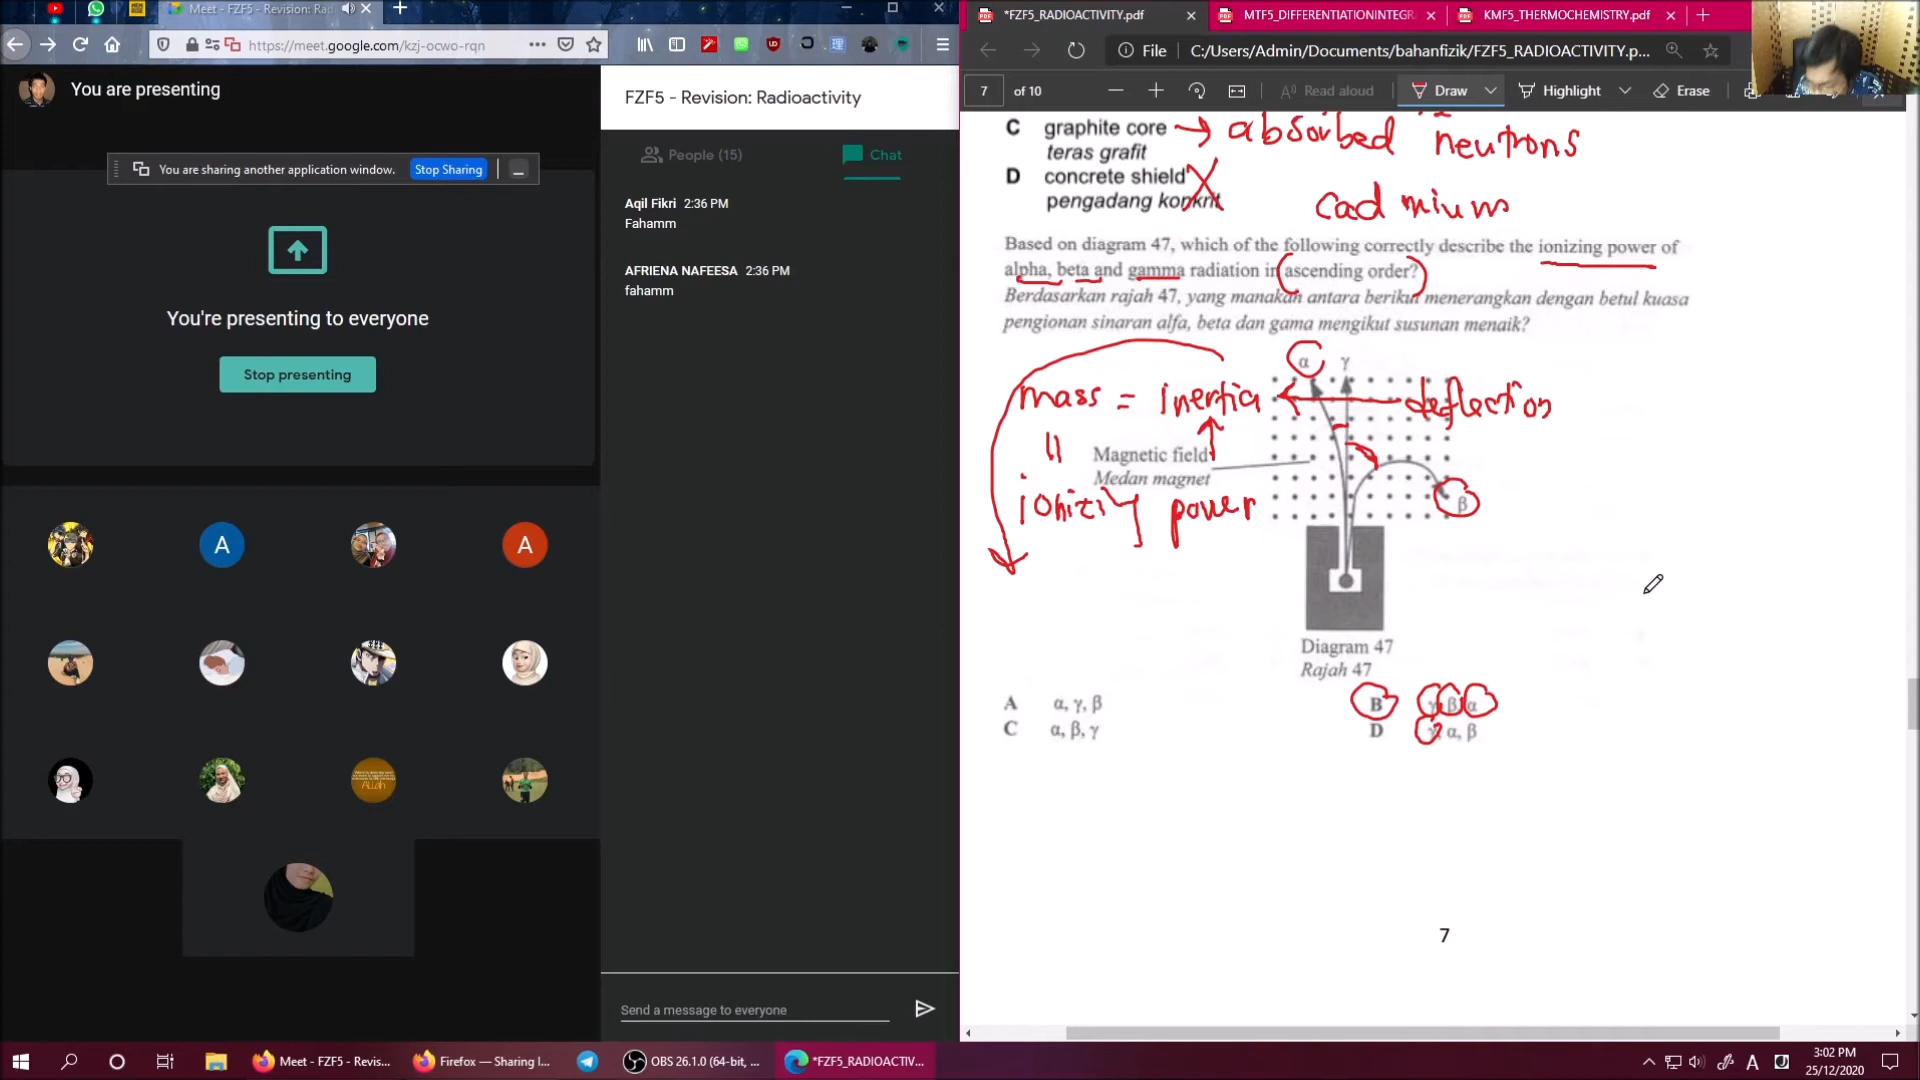 Meet - FZF5 - Revision: Rad
https://meet.google.com/kzj-ocwo-rqn
You are presenting
You are sharing another application window.
Stop Sharing
You're presenting to everyone
Stop presenting
A
A
FZF5 - Revision: Radioactivity
People (15)
Chat
Aqil Fikri 2:36 PM
Fahamm
AFRIENA NAFEESA 2:36 PM
fahamm
Send a message to everyone
*FZF5_RADIOACTIVITY.pdf
MTF5_DIFFERENTIATIONINTEGR
KMF5_THERMOCHEMISTRY.pdf
File
C:/Users/Admin/Documents/bahanfizik/FZF5_RADIOACTIVITY.p...
7 of 10
Read aloud
Draw
Highlight
Erase
C graphite core → absorbed neutrons
teras grafit
D concrete shield
pengadang konkrit
cadmium
Based on diagram 47, which of the following correctly describe the ionizing power of
alpha, beta and gamma radiation in ascending order?
Berdasarkan rajah 47, yang manakah antara berikut menerangkan dengan betul kuasa
pengionan sinaran alfa, beta dan gama mengikut susunan menaik?
α γ
mass = inertia ← deflection
Magnetic field
Medan magnet
ionizing power
β
Diagram 47
Rajah 47
A α, γ, β
B γ, β, α
C α, β, γ
D γ, α, β
7
Meet - FZF5 - Revis...
Firefox — Sharing I...
OBS 26.1.0 (64-bit, ...
*FZF5_RADIOACTIV...
A
3:02 PM
25/12/2020